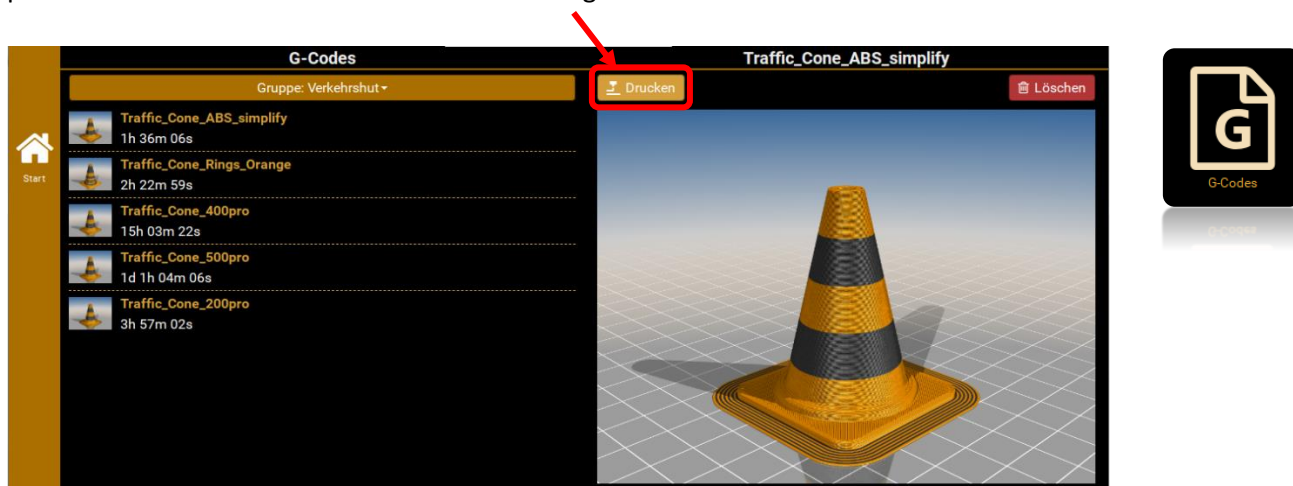 G-Codes
Traffic_Cone_ABS_simplify
Gruppe: Verkehrshut
Drucken
Löschen
Traffic_Cone_ABS_simplify
1h 36m 06s
Traffic_Cone_Rings_Orange
2h 22m 59s
Traffic_Cone_400pro
15h 03m 22s
Traffic_Cone_500pro
1d 1h 04m 06s
Traffic_Cone_200pro
3h 57m 02s
Start
G
G-Codes